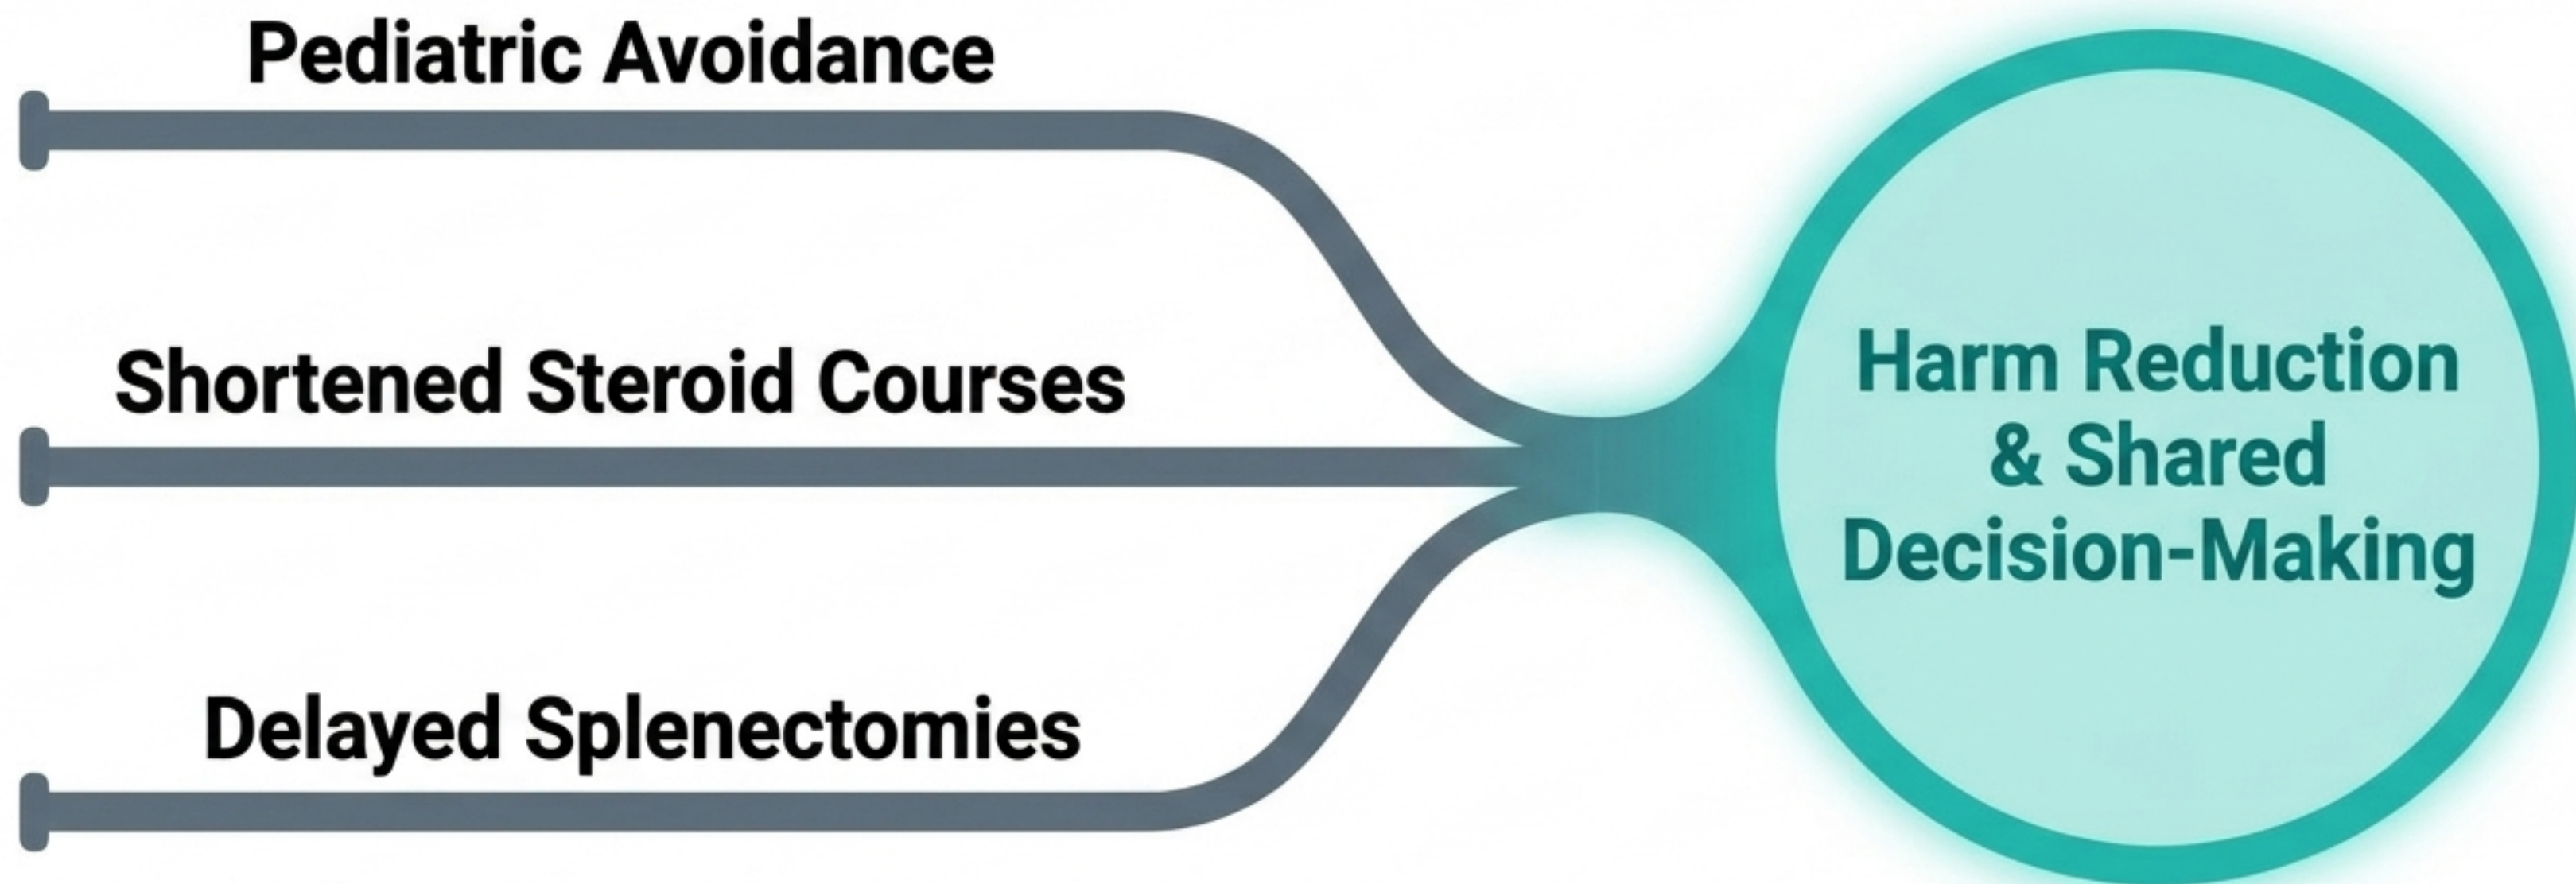 Pediatric Avoidance
Shortened Steroid Courses
Delayed Splenectomies
Harm Reduction
& Shared
Decision-Making